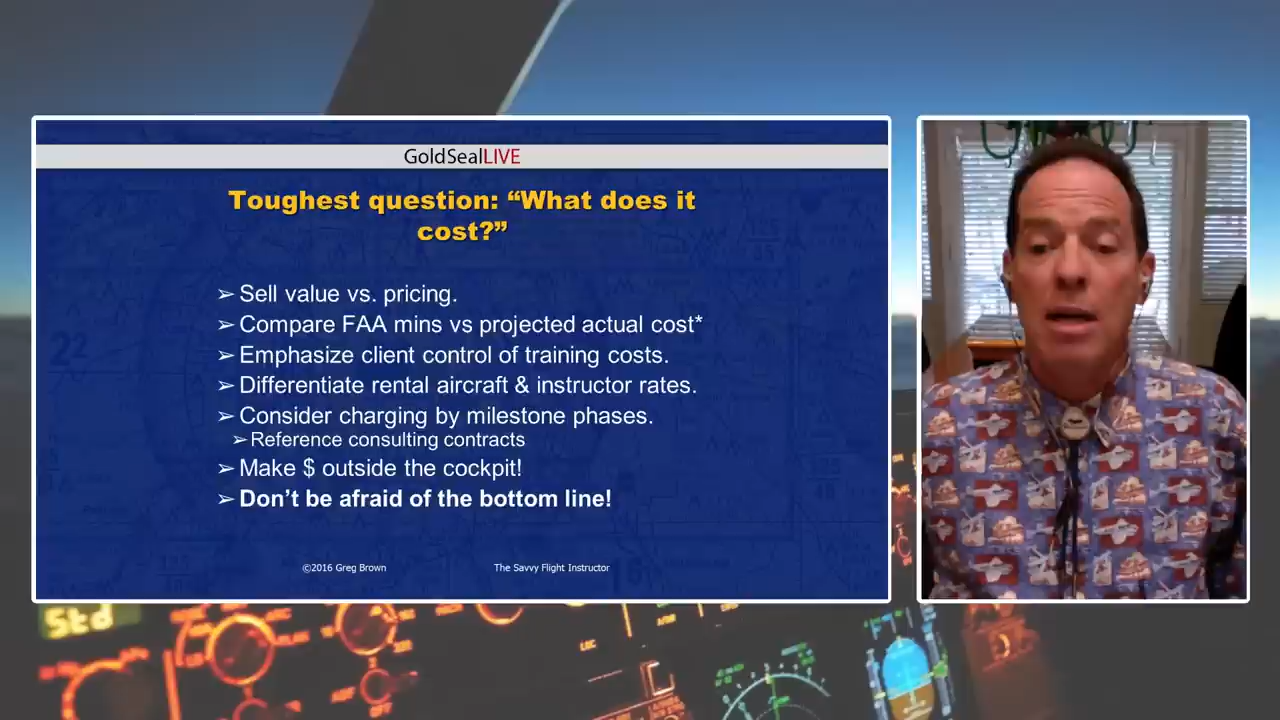 GoldSealLIVE
Toughest question: “What does it
cost?”
➢Sell value vs. pricing.
➢Compare FAA mins vs projected actual cost*
➢Emphasize client control of training costs.
➢Differentiate rental aircraft & instructor rates.
➢Consider charging by milestone phases.
➢Reference consulting contracts
➢Make $ outside the cockpit!
➢Don’t be afraid of the bottom line!
©2016 Greg Brown The Savvy Flight Instructor
22
Std